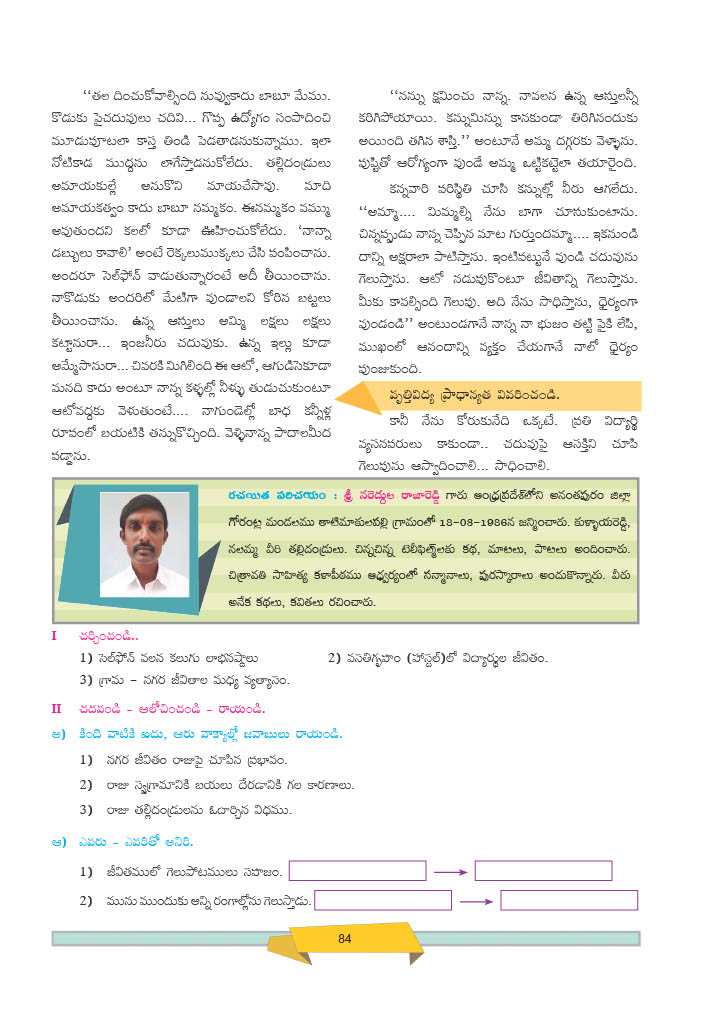 ‘‘తల దించుకోవాల్సింది నువ్వుకాదు బాబూ మేము.
కొడుకు పైచదువులు చదివి... గొప్ప ఉద్యోగం సంపాదించి
మూడుపూటలా కాస్త తిండి పెడతాడనుకున్నాము. ఇలా
నోటికాడ ముద్దను లాగేస్తాడనుకోలేదు. తల్లిదండ్రులు
అమాయకుల్లే అనుకొని మాయచేసావు. మాది
అమాయకత్వం కాదు బాబూ నమ్మకం. ఈనమ్మకం వమ్ము
అవుతుందని కలలో కూడా ఊహించుకోలేదు. ‘నాన్నా
డబ్బులు కావాలి’ అంటే రెక్కలుముక్కలు చేసి పంపించాను.
అందరూ సెల్‌ఫోన్ వాడుతున్నారంటే అదీ తీయించాను.
నాకొడుకు అందరిలో మేటిగా వుండాలని కోరిన బట్టలు
తీయించాను. ఉన్న ఆస్తులు అమ్మి లక్షలు లక్షలు
కట్టానురా... ఇంజనీరు చదువుకు. ఉన్న ఇల్లు కూడా
అమ్మేసానురా... చివరకి మిగిలింది ఈ ఆటో, ఆగుడిసెకూడా
మనది కాదు అంటూ నాన్న కళ్ళల్లో నీళ్ళు తుడుచుకుంటూ
ఆటోవద్దకు వెళుతుంటే.... నాగుండెల్లో బాధ కన్నీళ్ల
రూపంలో బయటికి తన్నుకొచ్చింది. వెళ్ళినాన్న పాదాలమీద
పడ్డాను.
‘‘నన్ను క్షమించు నాన్న. నావలన ఉన్న ఆస్తులన్నీ
కరిగిపోయాయి. కన్నుమిన్ను కానకుండా తిరిగినందుకు
అయింది తగిన శాస్తి.’’ అంటూనే అమ్మ దగ్గరకు వెళ్ళాను.
పుష్టితో ఆరోగ్యంగా వుండే అమ్మ ఒట్టికట్టెలా తయారైంది.
కన్నవారి పరిస్థితి చూసి కన్నుల్లో నీరు ఆగలేదు.
‘‘అమ్మా.... మిమ్మల్ని నేను బాగా చూసుకుంటాను.
చిన్నప్పుడు నాన్న చెప్పిన మాట గుర్తుందమ్మా.... ఇకనుండి
దాన్ని అక్షరాలా పాటిస్తాను. ఇంటిపట్టునే వుండి చదువును
గెలుస్తాను. ఆటో నడుపుకొంటూ జీవితాన్ని గెలుస్తాను.
మీకు కావల్సింది గెలుపు. అది నేను సాధిస్తాను, ధైర్యంగా
వుండండి’’ అంటుండగానే నాన్న నా భుజం తట్టి పైకి లేపి,
ముఖంలో ఆనందాన్ని వ్యక్తం చేయగానే నాలో ధైర్యం
పుంజుకుంది.
వృత్తివిద్య ప్రాధాన్యత వివరించండి.
కానీ నేను కోరుకునేది ఒక్కటే. ప్రతి విద్యార్థి
వ్యసనపరులు కాకుండా.. చదువుపై ఆసక్తిని చూపి
గెలుపును ఆస్వాదించాలి... సాధించాలి.
రచయిత పరిచయం : శ్రీ నరెద్దుల రాజారెడ్డి గారు ఆంధ్రప్రదేశ్‌లోని అనంతపురం జిల్లా
గోరంట్ల మండలము తాటిమాకులపల్లి గ్రామంలో 18-08-1986న జన్మించారు. కుళ్ళాయరెడ్డి,
నలమ్మ వీరి తల్లిదండ్రులు. చిన్నచిన్న టెలీఫిల్మ్‌లకు కథ, మాటలు, పాటలు అందించారు.
చిత్రావతి సాహిత్య కళాపీఠము ఆధ్వర్యంలో సన్మానాలు, పురస్కారాలు అందుకొన్నారు. వీరు
అనేక కథలు, కవితలు రచించారు.
I చర్చించండి..
1) సెల్‌ఫోన్ వలన కలుగు లాభనష్టాలు 2) వసతిగృహం (హాస్టల్)లో విద్యార్థుల జీవితం.
3) గ్రామ - నగర జీవితాల మధ్య వ్యత్యాసం.
II చదవండి - ఆలోచించండి - రాయండి.
అ) కింది వాటికి ఐదు, ఆరు వాక్యాల్లో జవాబులు రాయండి.
1) నగర జీవితం రాజుపై చూపిన ప్రభావం.
2) రాజు స్వగ్రామానికి బయలు దేరడానికి గల కారణాలు.
3) రాజు తల్లిదండ్రులను ఓదార్చిన విధము.
ఆ) ఎవరు - ఎవరితో అనిరి.
1) జీవితములో గెలుపోటములు సహజం.
2) మును ముందుకు అన్ని రంగాల్లోను గెలుస్తాడు.
84